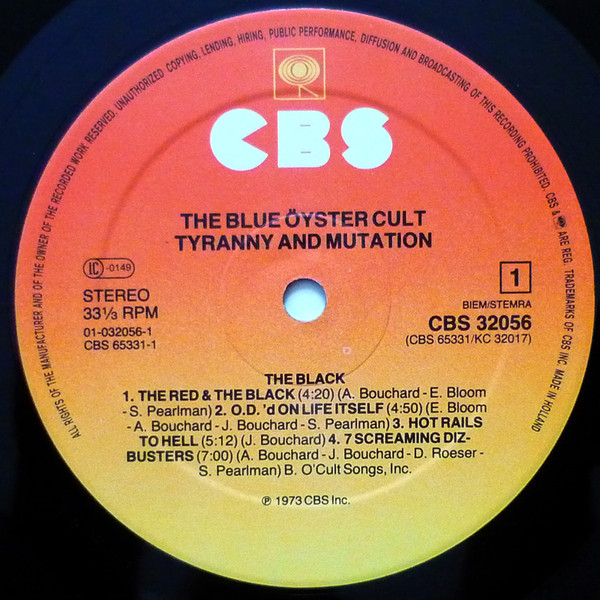 ALL RIGHTS OF THE MANUFACTURER AND OF THE OWNER OF THE RECORDED WORK RESERVED. UNAUTHORIZED COPYING, LENDING, HIRING, PUBLIC PERFORMANCE, DIFFUSION AND BROADCASTING OF THIS RECORDING PROHIBITED. CBS & ARE REG. TRADEMARKS OF CBS INC. MADE IN HOLLAND
CBS
THE BLUE ÖYSTER CULT
TYRANNY AND MUTATION
LC -0149
STEREO
33⅓ RPM
01-032056-1
CBS 65331-1
1
BIEM/STEMRA
CBS 32056
(CBS 65331/KC 32017)
THE BLACK
1. THE RED & THE BLACK (4:20) (A. Bouchard - E. Bloom
- S. Pearlman) 2. O.D. 'd ON LIFE ITSELF (4:50) (E. Bloom
- A. Bouchard - J. Bouchard - S. Pearlman) 3. HOT RAILS
TO HELL (5:12) (J. Bouchard) 4. 7 SCREAMING DIZ-
BUSTERS (7:00) (A. Bouchard - J. Bouchard - D. Roeser -
S. Pearlman) B. O'Cult Songs, Inc.
℗ 1973 CBS Inc.